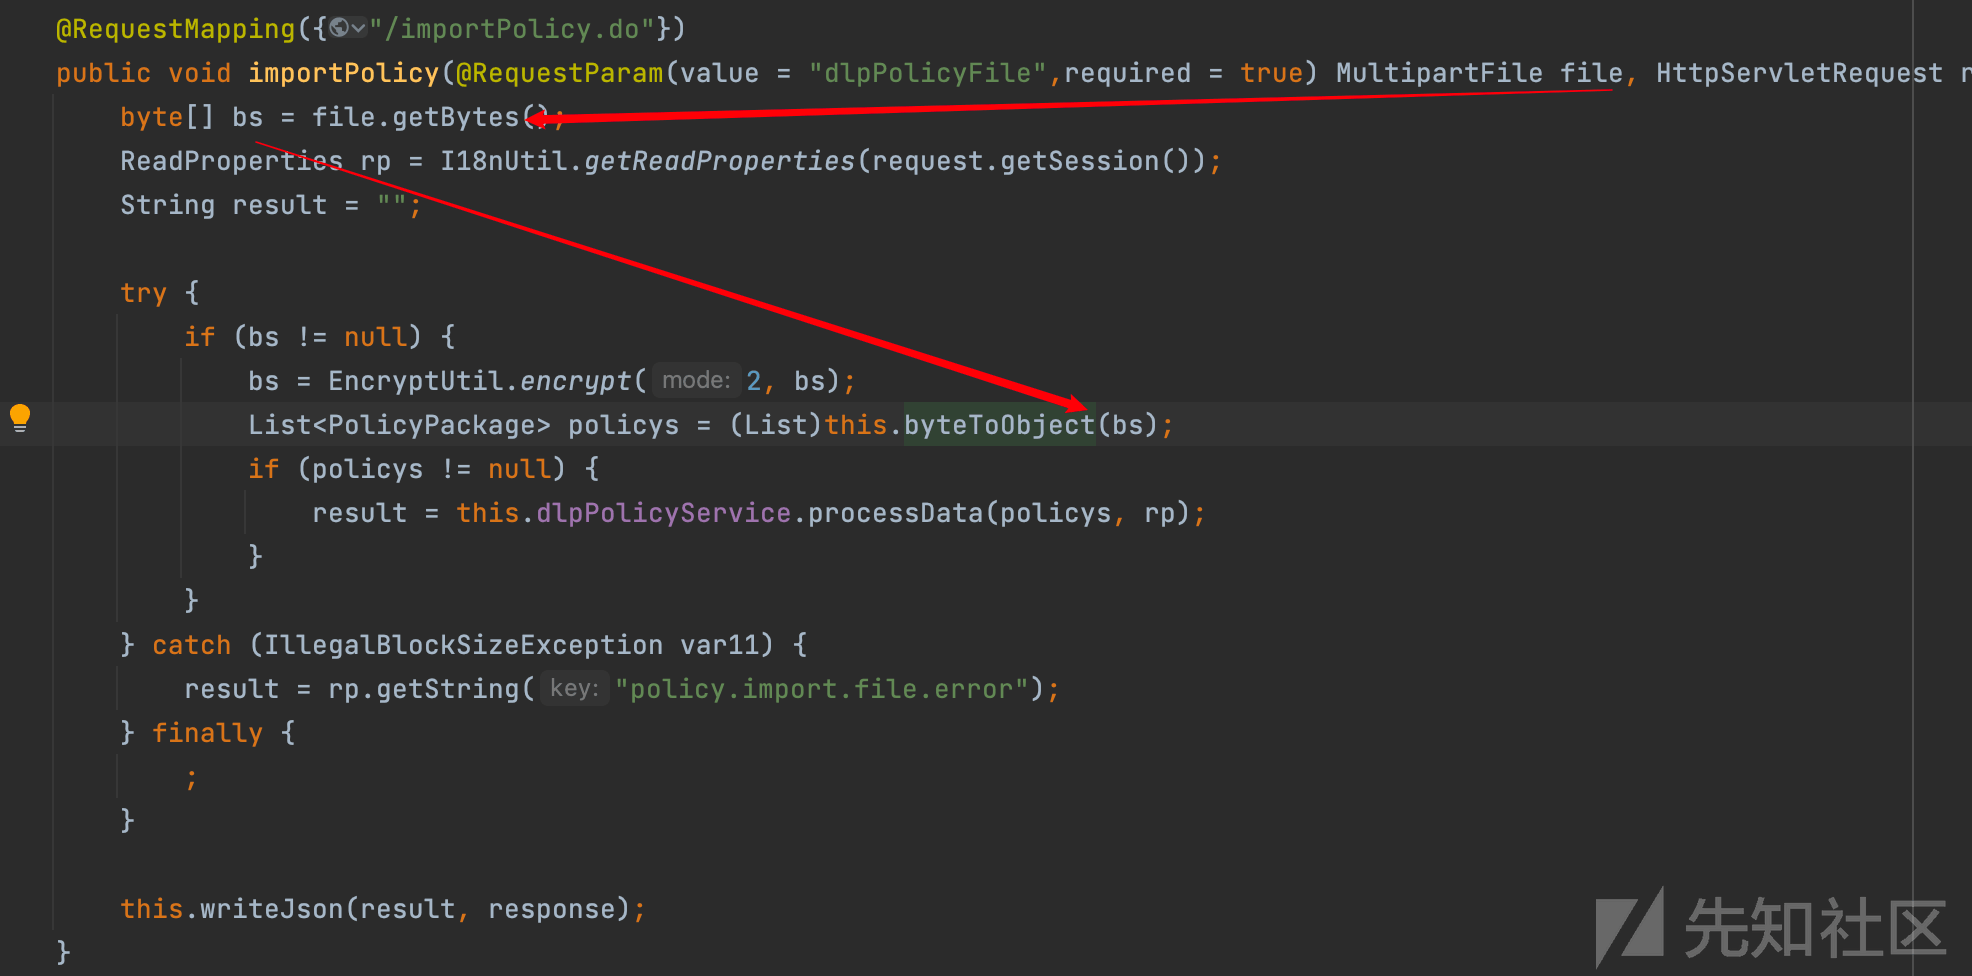 @RequestMapping({"/importPolicy.do"})
public void importPolicy(@RequestParam(value = "dlpPolicyFile",required = true) MultipartFile file, HttpServletRequest r
byte[] bs = file.getBytes();
ReadProperties rp = I18nUtil.getReadProperties(request.getSession());
String result = "";
try {
if (bs != null) {
bs = EncryptUtil.encrypt( mode: 2, bs);
List<PolicyPackage> policys = (List)this.byteToObject(bs);
if (policys != null) {
result = this.dlpPolicyService.processData(policys, rp);
}
}
} catch (IllegalBlockSizeException var11) {
result = rp.getString( key: "policy.import.file.error");
} finally {
;
}
this.writeJson(result, response);
}
先知社区